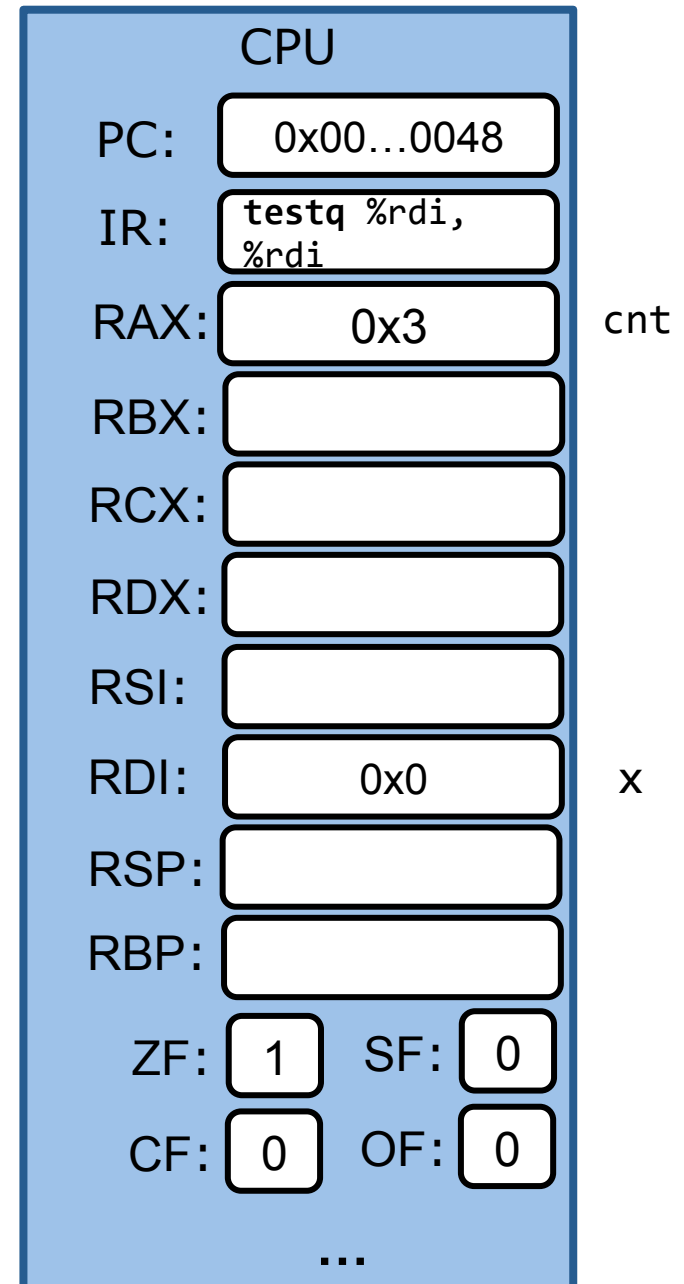 CPU
PC: 0x00…0048
IR: testq %rdi,
%rdi
RAX: 0x3 cnt
RBX:
RCX:
RDX:
RSI:
RDI: 0x0 x
RSP:
RBP:
ZF: 1 SF: 0
CF: 0 OF: 0
…